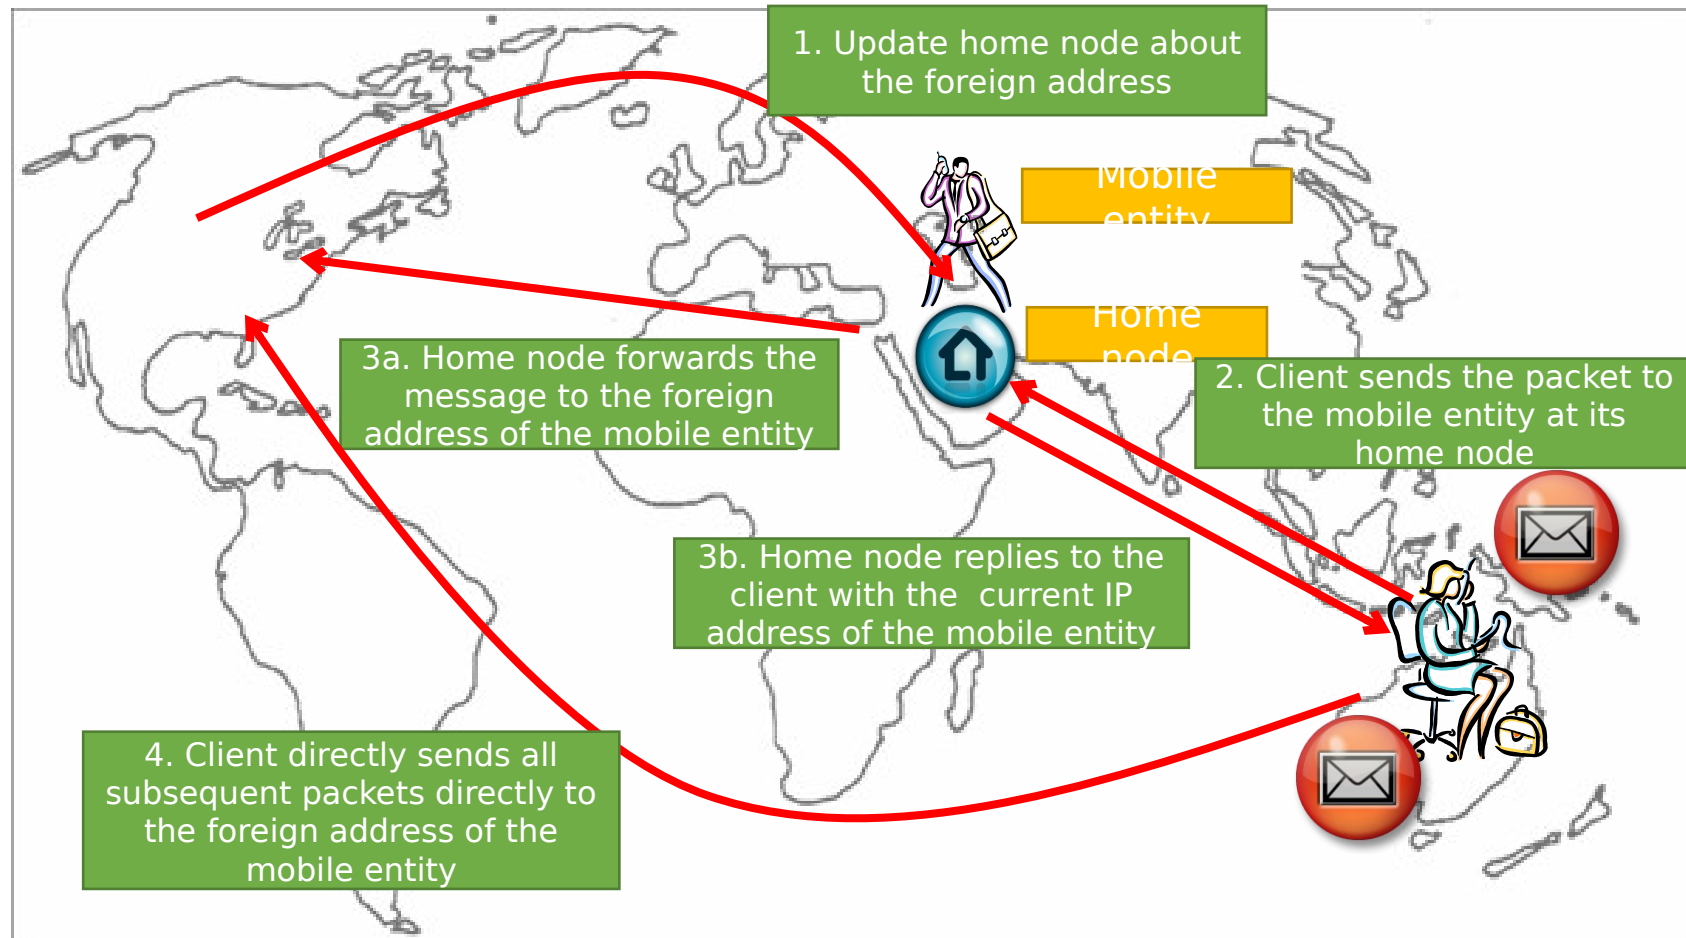 1. Update home node about
the foreign address
Mobile
entity
Home
node
2. Client sends the packet to
the mobile entity at its
home node
3a. Home node forwards the
message to the foreign
address of the mobile entity
3b. Home node replies to the
client with the  current IP
address of the mobile entity
4. Client directly sends all
subsequent packets directly to
the foreign address of the
mobile entity